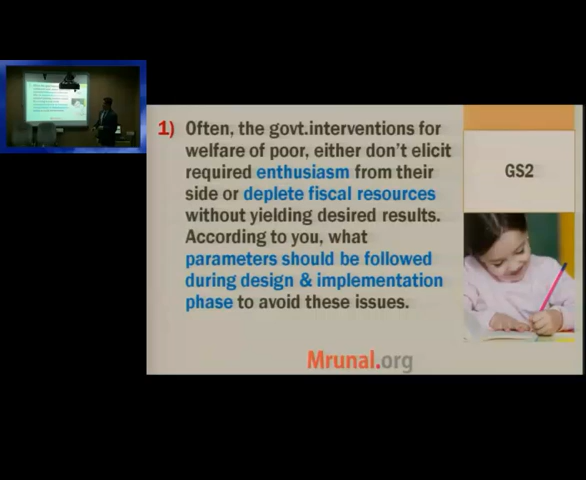 1) Often, the govt.interventions for
welfare of poor, either don't elicit
required enthusiasm from their
side or deplete fiscal resources
without yielding desired results.
According to you, what
parameters should be followed
during design & implementation
phase to avoid these issues.
GS2
Mrunal.org